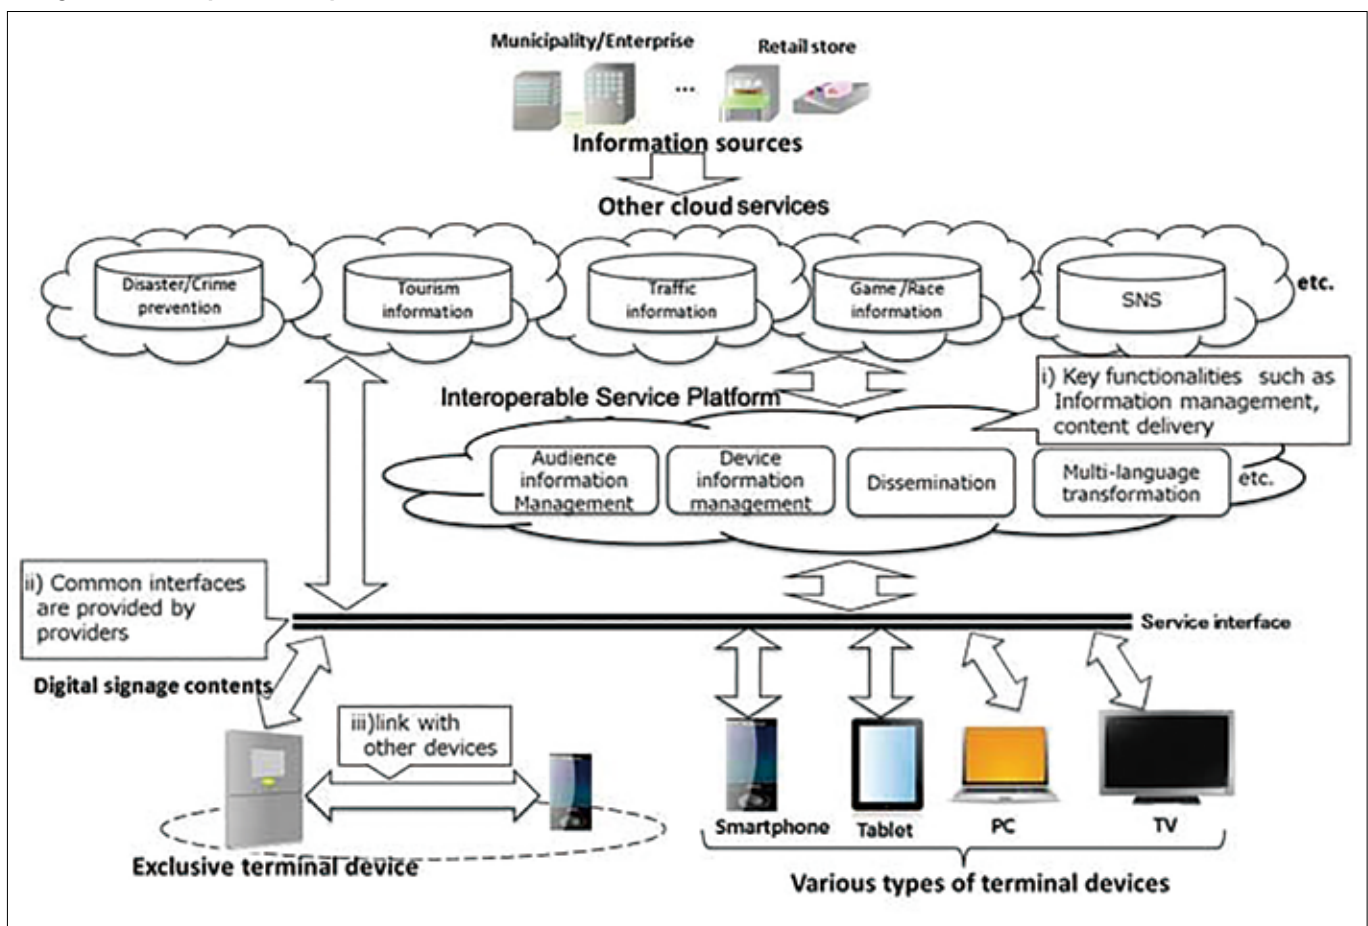 Municipality/Enterprise
Retail store
...
Information sources
Other cloud services
Disaster/Crime
prevention
Tourism
information
Traffic
information
Game/Race
information
SNS
etc.
Interoperable Service Platform
i) Key functionalities such as
Information management,
content delivery
Audience
information
Management
Device
information
management
Dissemination
Multi-language
transformation
etc.
ii) Common interfaces
are provided by
providers
Service interface
Digital signage contents
iii)link with
other devices
Smartphone
Tablet
PC
TV
Exclusive terminal device
Various types of terminal devices